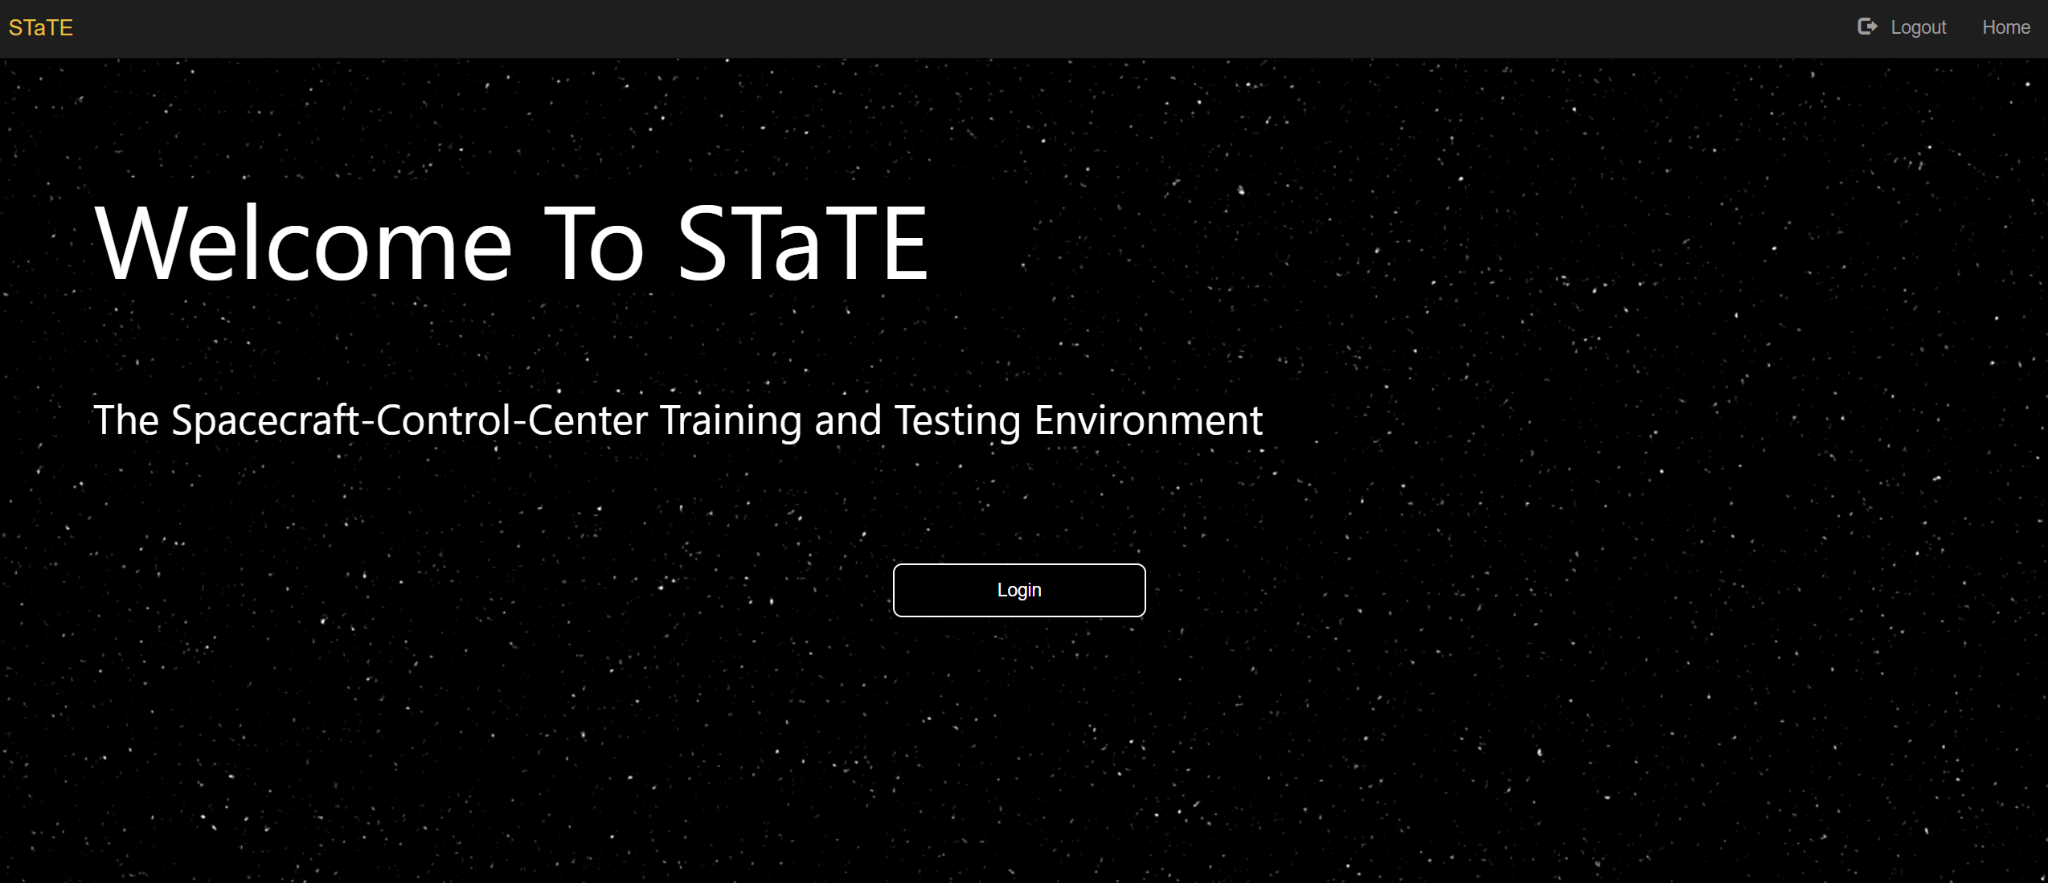 STaTE
Logout
Home
Welcome To STaTE
The Spacecraft-Control-Center Training and Testing Environment
Login